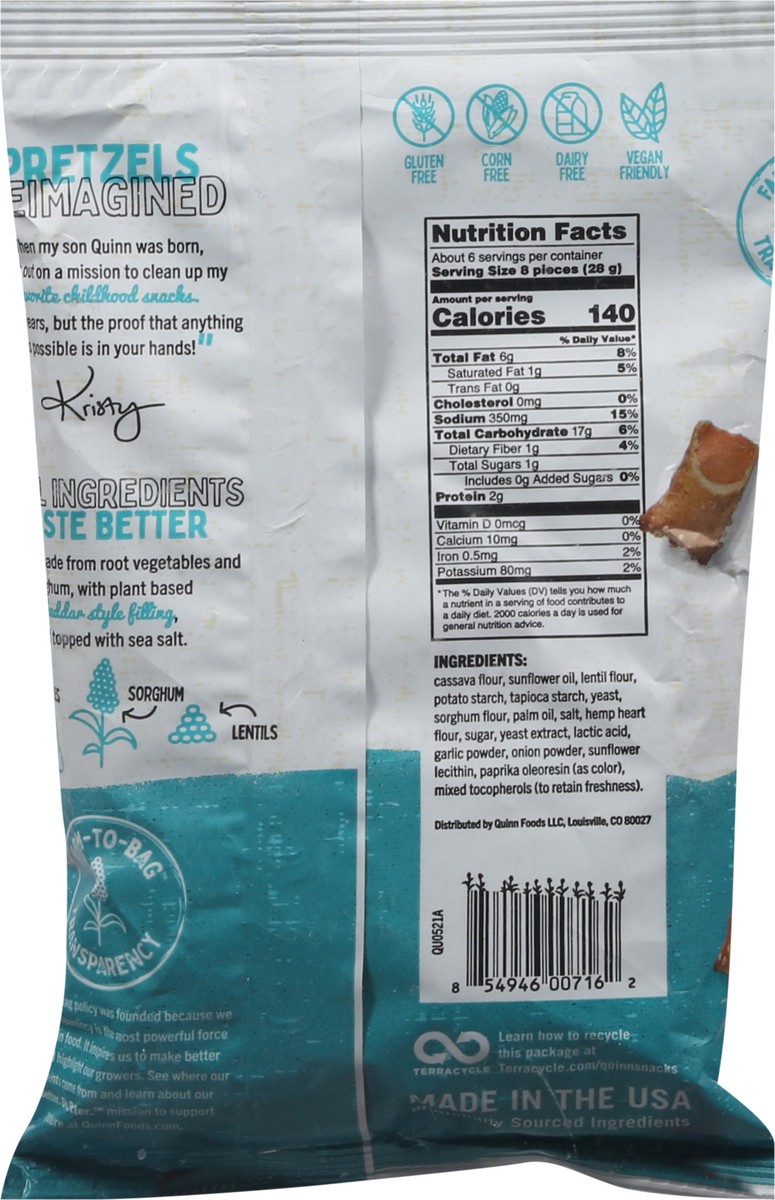 PRETZELS
EIMAGINED
hen my son Quinn was born,
out on a mission to clean up my
vorite childhood snacks.
ears, but the proof that anything
possible is in your hands!"
Kristy
L INGREDIENTS
STE BETTER
ade from root vegetables and
hum, with plant based
eddar style filling,
topped with sea salt.
SORGHUM
LENTILS
M-TO-BAG
TRANSPARENCY
ag policy was founded because we
is the most powerful force
n food. It inspires us to make better
highlight our growers. See where our
nts come from and learn about our
mission to support
at QuinnFoods.com.
GLUTEN FREE
CORN FREE
DAIRY FREE
VEGAN FRIENDLY
Nutrition Facts
About 6 servings per container
Serving Size 8 pieces (28 g)
Amount per serving
Calories 140
% Daily Value*
Total Fat 6g 8%
Saturated Fat 1g 5%
Trans Fat 0g
Cholesterol 0mg 0%
Sodium 350mg 15%
Total Carbohydrate 17g 6%
Dietary Fiber 1g 4%
Total Sugars 1g
Includes 0g Added Sugars 0%
Protein 2g
Vitamin D 0mcg 0%
Calcium 10mg 0%
Iron 0.5mg 2%
Potassium 80mg 2%
*The % Daily Values (DV) tells you how much
a nutrient in a serving of food contributes to
a daily diet. 2000 calories a day is used for
general nutrition advice.
INGREDIENTS:
cassava flour, sunflower oil, lentil flour,
potato starch, tapioca starch, yeast,
sorghum flour, palm oil, salt, hemp heart
flour, sugar, yeast extract, lactic acid,
garlic powder, onion powder, sunflower
lecithin, paprika oleoresin (as color),
mixed tocopherols (to retain freshness).
Distributed by Quinn Foods LLC, Louisville, CO 80027
QU0521A
8 54946 00716 2
TERRACYCLE
Learn how to recycle
this package at
Terracycle.com/quinnsnacks
MADE IN THE USA
Sourced Ingredients